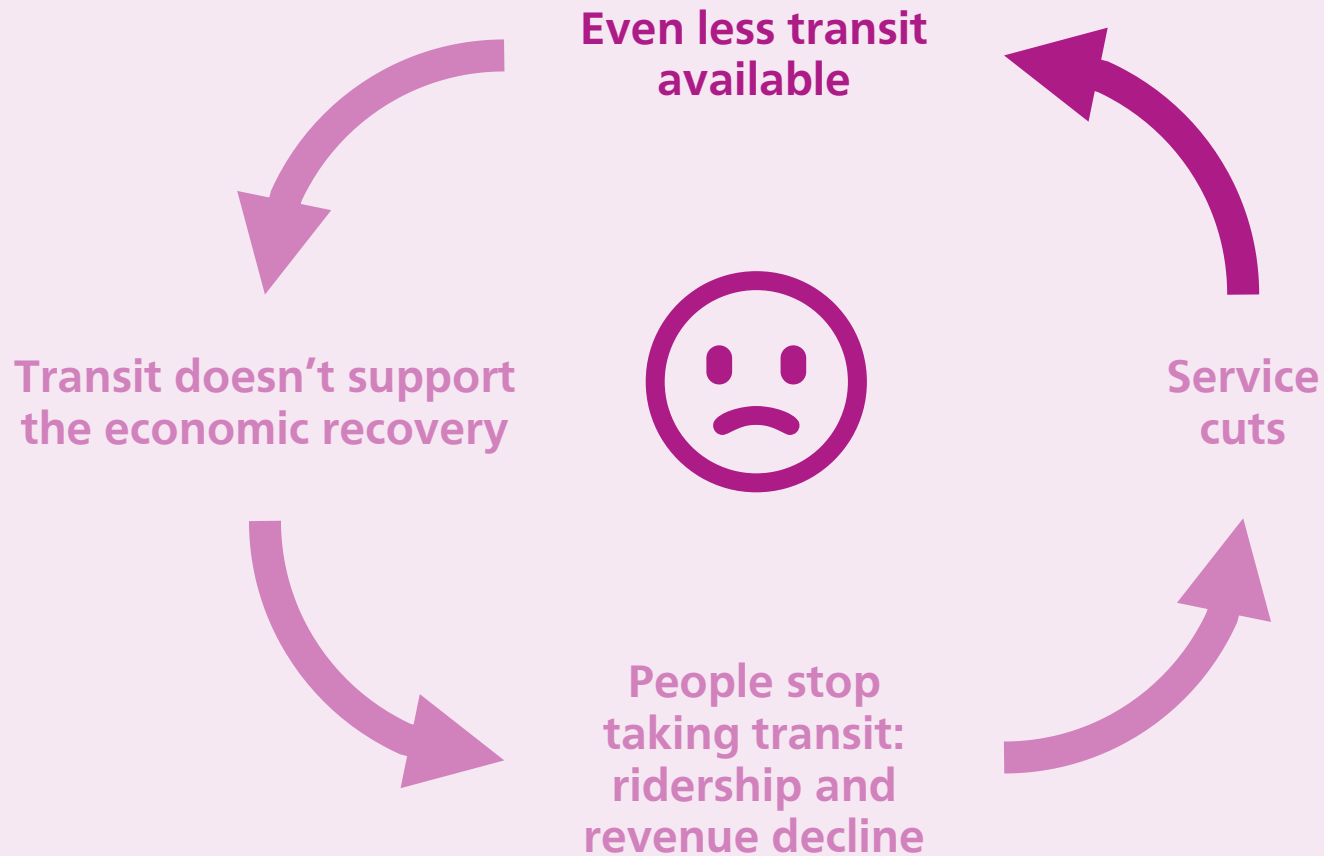 Even less transit
available
Transit doesn’t support
the economic recovery
Service
cuts
People stop
taking transit:
ridership and
revenue decline